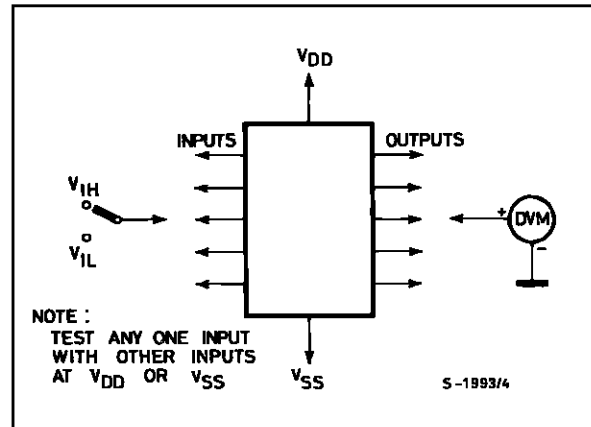 VDD
INPUTS
OUTPUTS
VIH
VIL
+
DVM
-
NOTE :
TEST ANY ONE INPUT
WITH OTHER INPUTS
AT VDD OR VSS
VSS
S-1993/4